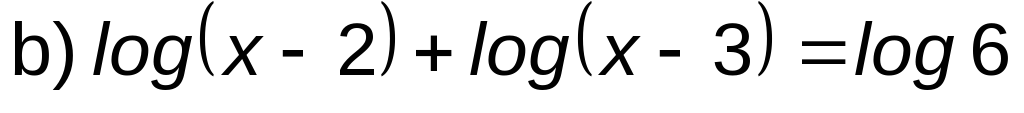 b) log(x - 2) + log(x - 3) = log 6